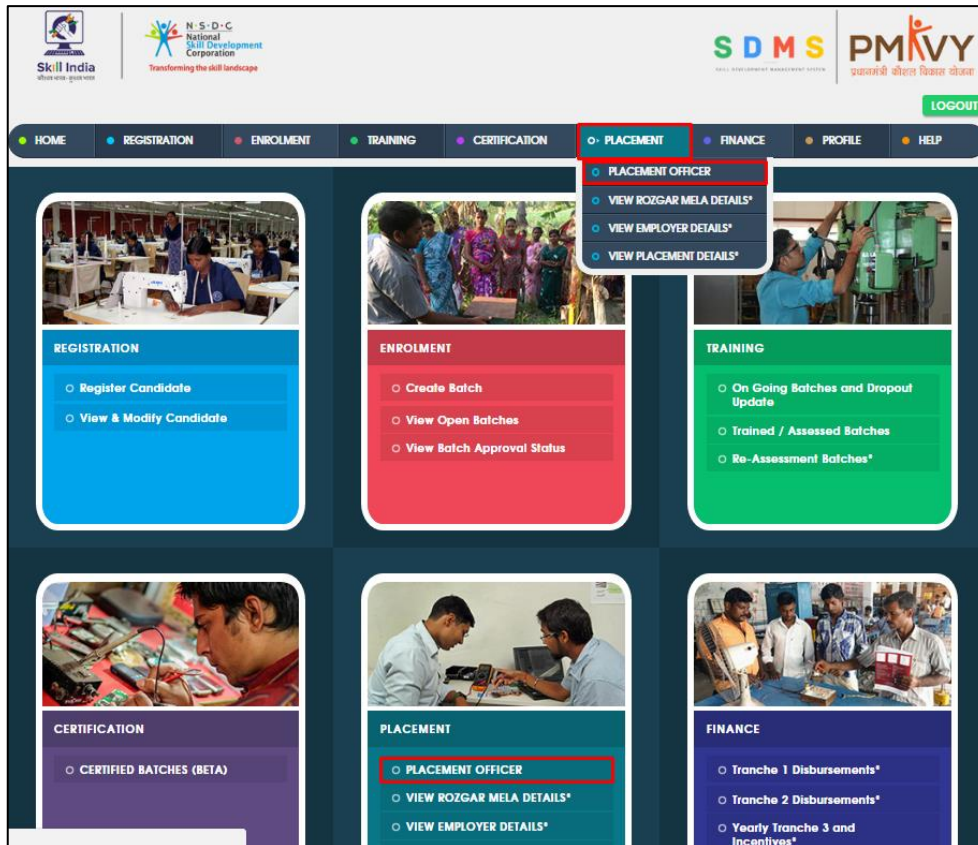 N·S·D·C
National
Skill Development
Corporation
Transforming the skill landscape
Skill India
कौशल भारत-कुशल भारत
SDMS
SKILL DEVELOPMENT MANAGEMENT SYSTEM
PMKVY
प्रधानमंत्री कौशल विकास योजना
LOGOUT
HOME REGISTRATION ENROLMENT TRAINING CERTIFICATION PLACEMENT FINANCE PROFILE HELP
PLACEMENT OFFICER
VIEW ROZGAR MELA DETAILS*
VIEW EMPLOYER DETAILS*
VIEW PLACEMENT DETAILS*
REGISTRATION
Register Candidate
View & Modify Candidate
ENROLMENT
Create Batch
View Open Batches
View Batch Approval Status
TRAINING
On Going Batches and Dropout
Update
Trained / Assessed Batches
Re-Assessment Batches*
CERTIFICATION
CERTIFIED BATCHES (BETA)
PLACEMENT
PLACEMENT OFFICER
VIEW ROZGAR MELA DETAILS*
VIEW EMPLOYER DETAILS*
FINANCE
Tranche 1 Disbursements*
Tranche 2 Disbursements*
Yearly Tranche 3 and
Incentives*